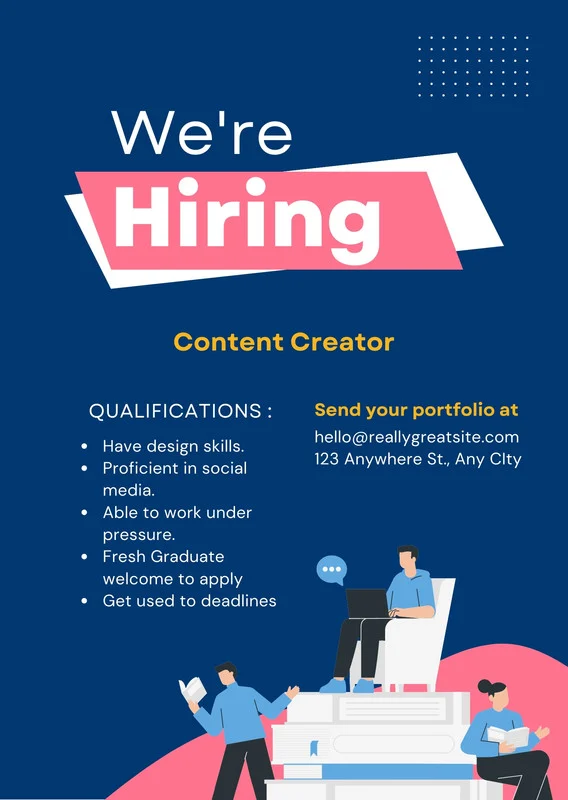 We're
Hiring
Content Creator
QUALIFICATIONS :
• Have design skills.
• Proficient in social
media.
• Able to work under
pressure.
• Fresh Graduate
welcome to apply
• Get used to deadlines
Send your portfolio at
hello@reallygreatsite.com
123 Anywhere St., Any CIty